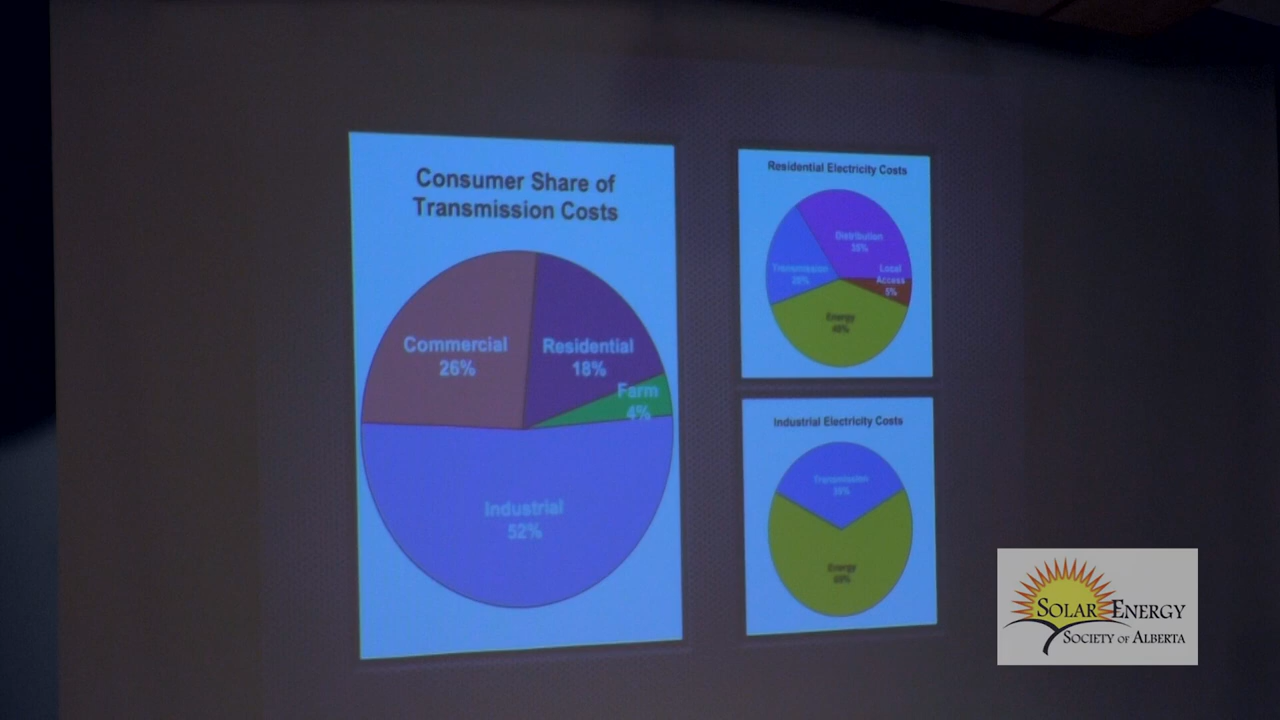 Consumer Share of
Transmission Costs
Commercial
26%
Residential
18%
Farm
4%
Industrial
52%
Residential Electricity Costs
Distribution
Transmission
Local
Access
5%
Energy
Industrial Electricity Costs
Transmission
Energy
SOLAR ENERGY
SOCIETY OF ALBERTA